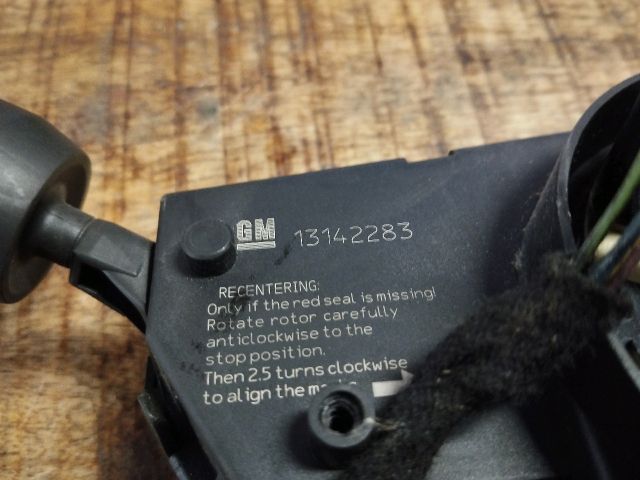 GM 13142283
RECENTERING:
Only if the red seal is missing!
Rotate rotor carefully
anticlockwise to the
stop position.
Then 2.5 turns clockwise
to align the